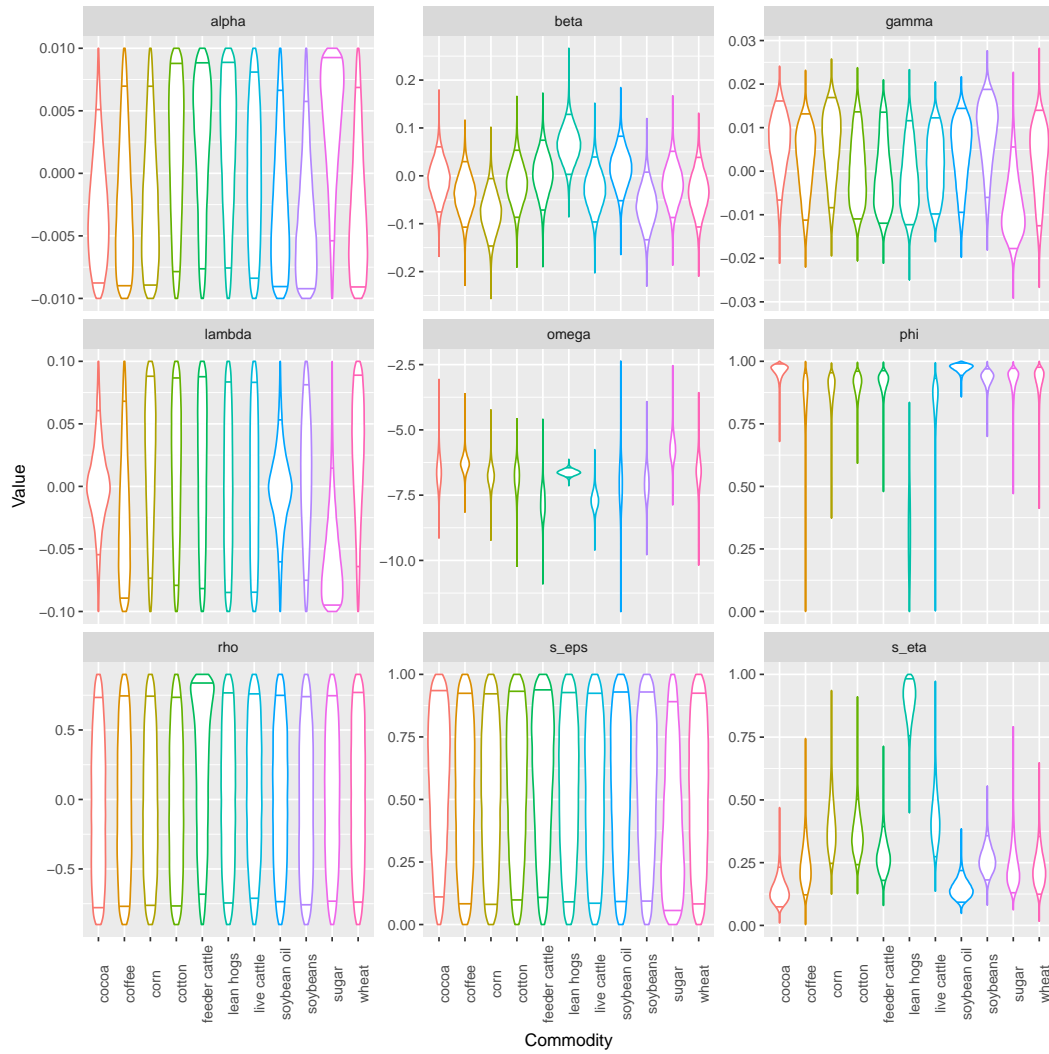 alpha
beta
gamma
0.010
0.005
0.000
−0.005
−0.010
0.2
0.1
0.0
−0.1
−0.2
0.03
0.02
0.01
0.00
−0.01
−0.02
−0.03
lambda
omega
phi
0.10
0.05
0.00
−0.05
−0.10
−2.5
−5.0
−7.5
−10.0
1.00
0.75
0.50
0.25
0.00
Value
rho
s_eps
s_eta
0.5
0.0
−0.5
1.00
0.75
0.50
0.25
0.00
1.00
0.75
0.50
0.25
0.00
cocoa
coffee
corn
cotton
feeder cattle
lean hogs
live cattle
soybean oil
soybeans
sugar
wheat
cocoa
coffee
corn
cotton
feeder cattle
lean hogs
live cattle
soybean oil
soybeans
sugar
wheat
cocoa
coffee
corn
cotton
feeder cattle
lean hogs
live cattle
soybean oil
soybeans
sugar
wheat
Commodity